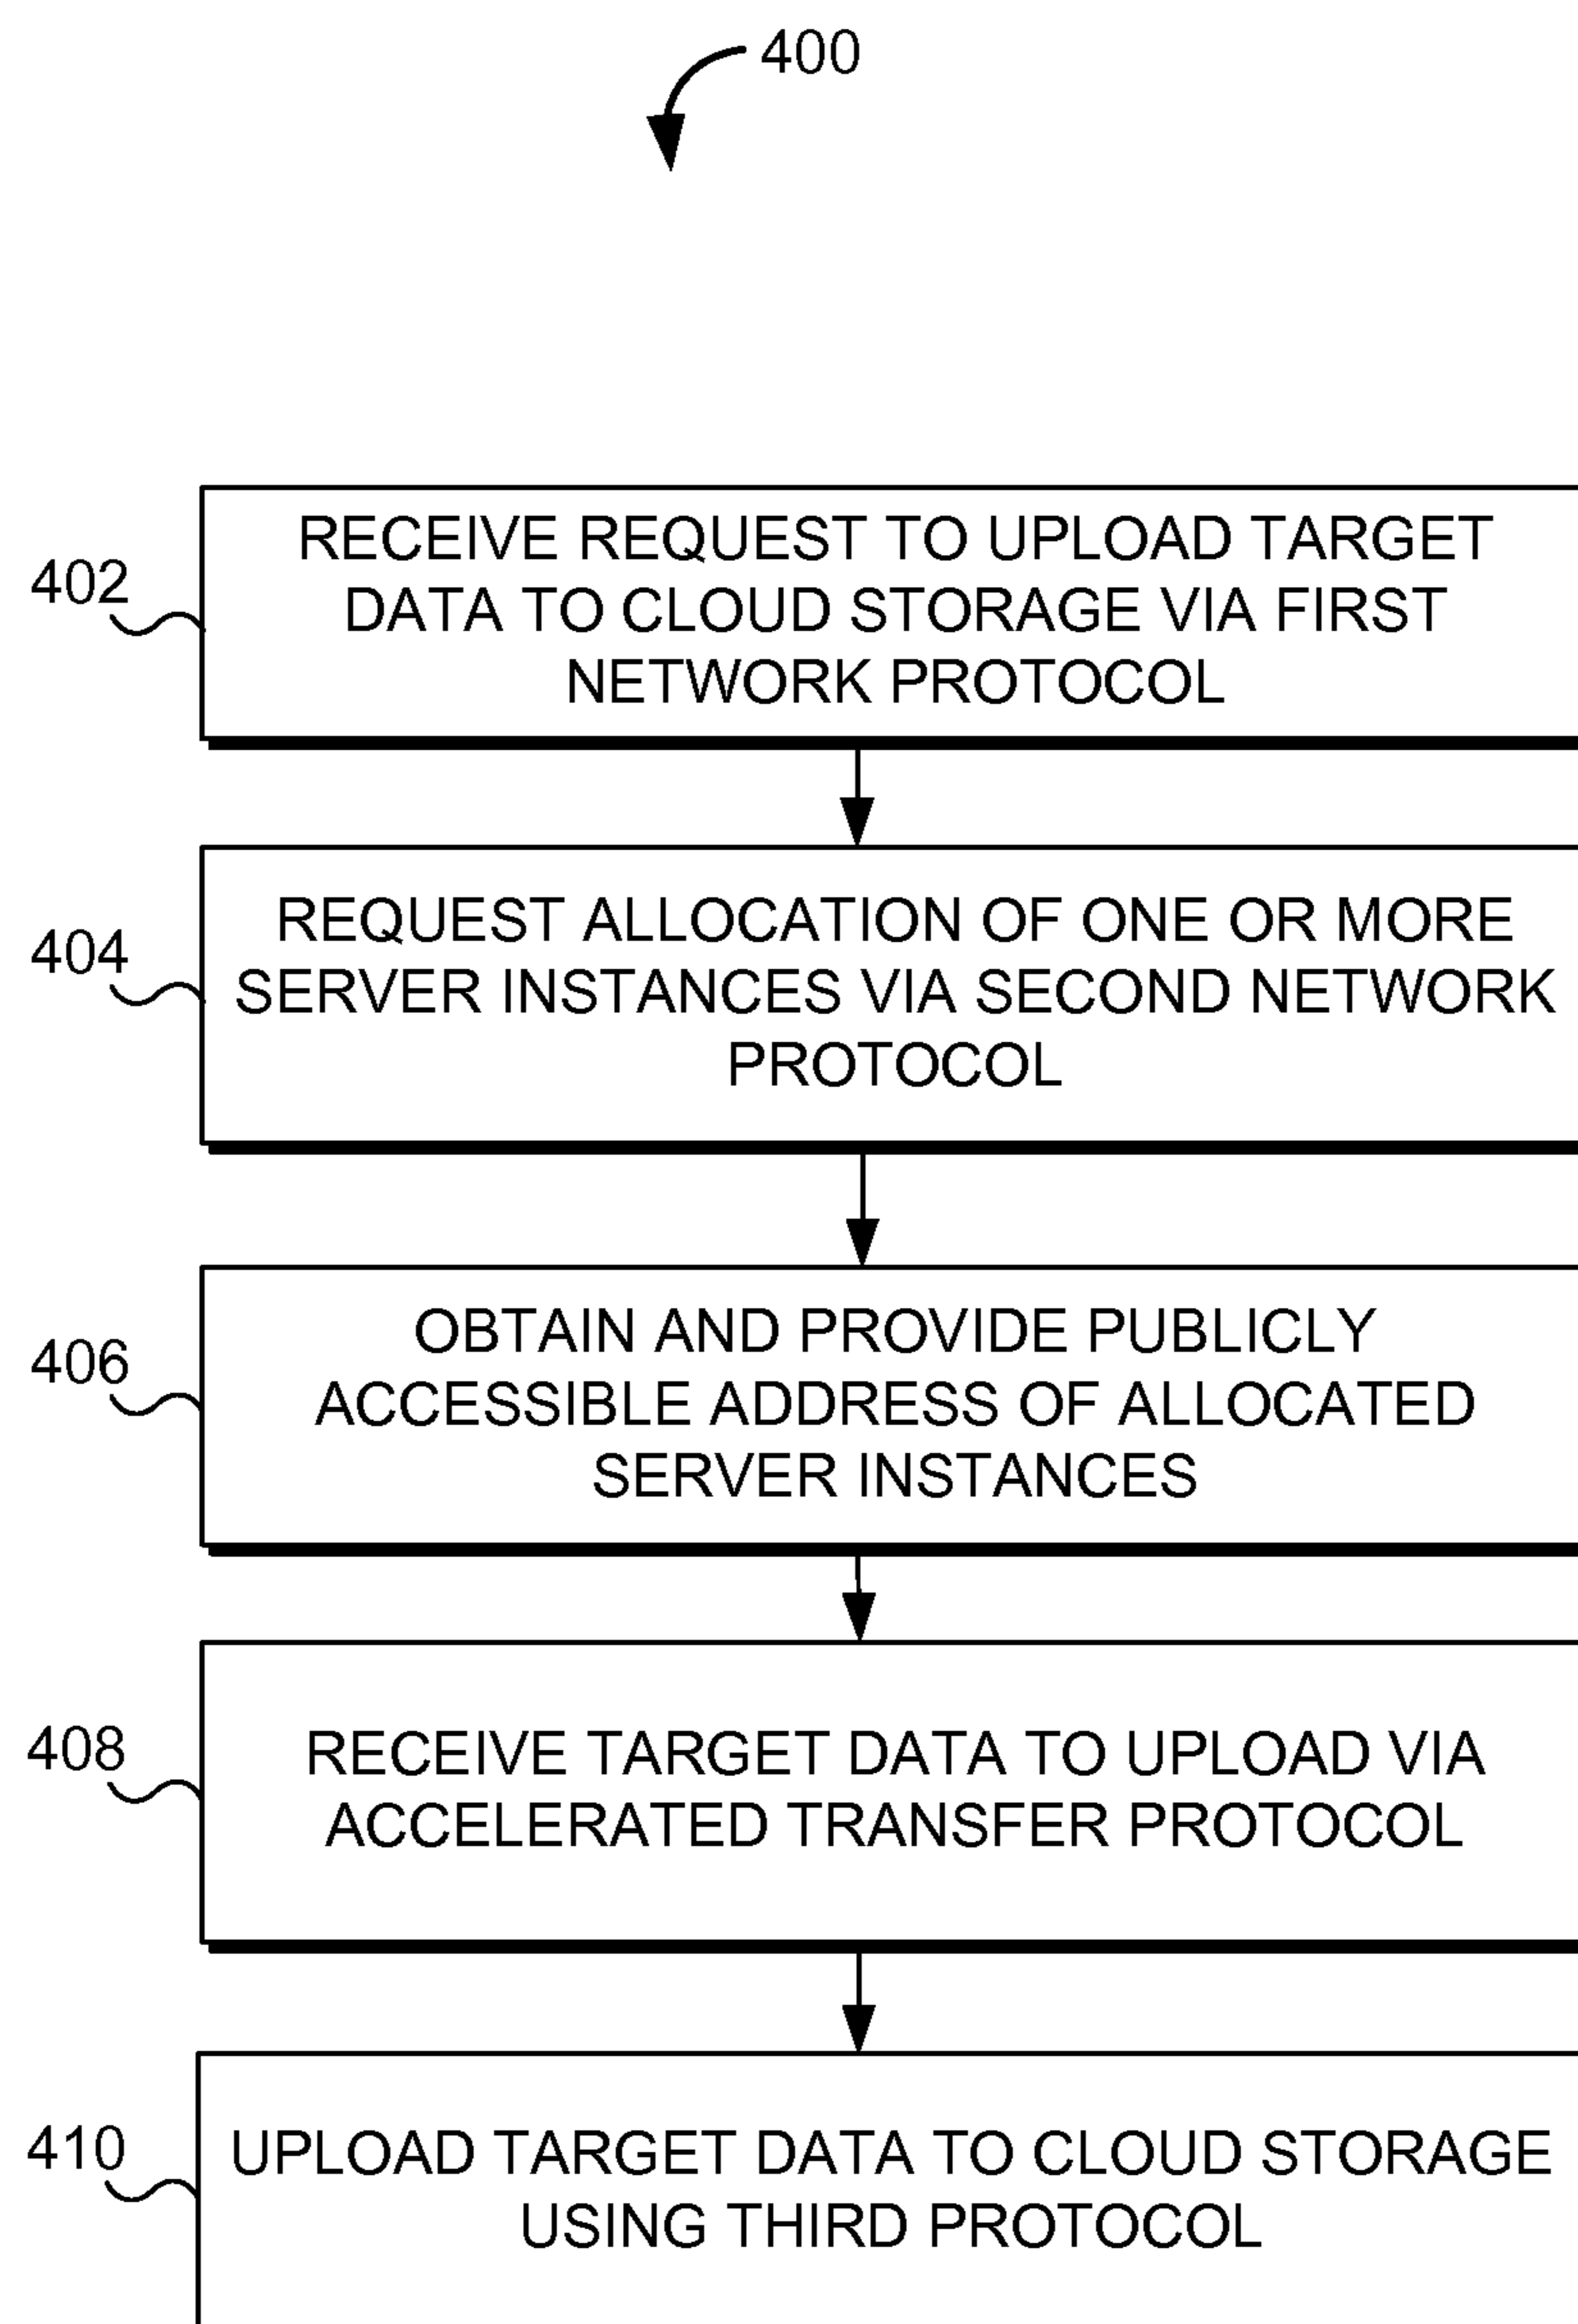 400
402
RECEIVE REQUEST TO UPLOAD TARGET
DATA TO CLOUD STORAGE VIA FIRST
NETWORK PROTOCOL
404
REQUEST ALLOCATION OF ONE OR MORE
SERVER INSTANCES VIA SECOND NETWORK
PROTOCOL
406
OBTAIN AND PROVIDE PUBLICLY
ACCESSIBLE ADDRESS OF ALLOCATED
SERVER INSTANCES
408
RECEIVE TARGET DATA TO UPLOAD VIA
ACCELERATED TRANSFER PROTOCOL
410
UPLOAD TARGET DATA TO CLOUD STORAGE
USING THIRD PROTOCOL